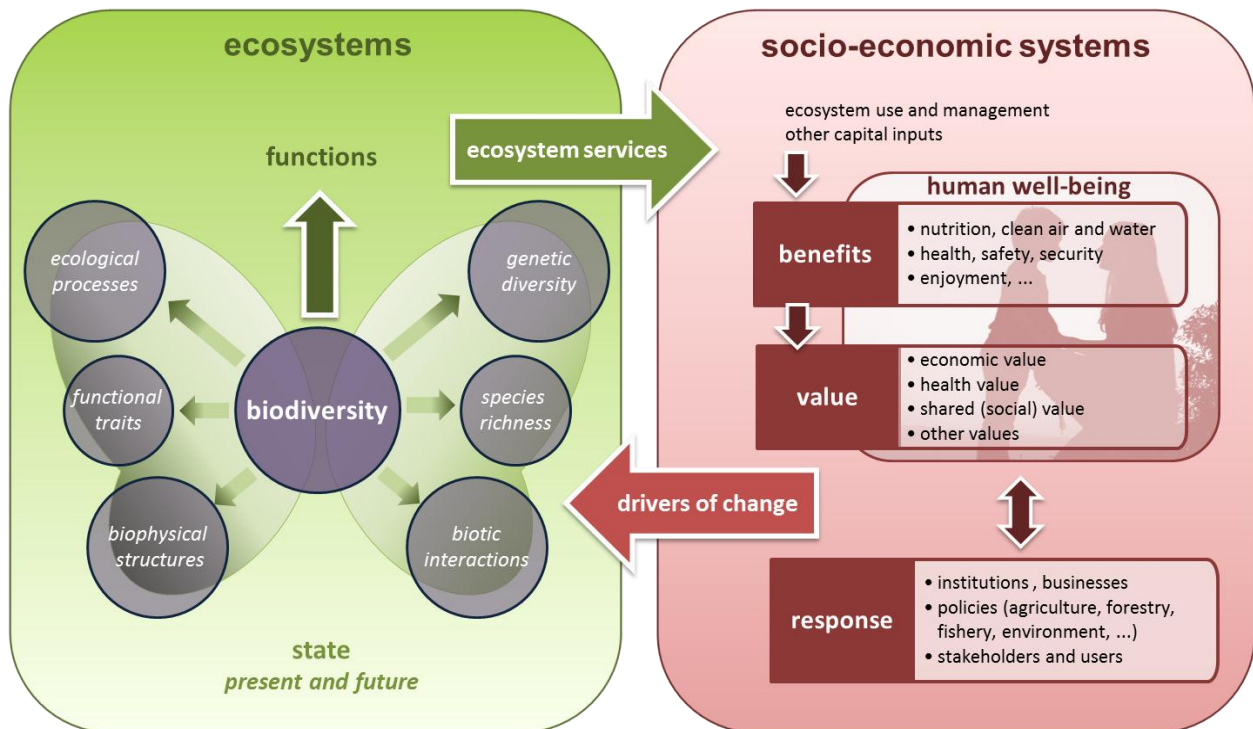 ecosystems
functions
ecological
processes
genetic
diversity
functional
traits
biodiversity
species
richness
biophysical
structures
biotic
interactions
state
present and future
ecosystem services
drivers of change
socio-economic systems
ecosystem use and management
other capital inputs
human well-being
benefits
• nutrition, clean air and water
• health, safety, security
• enjoyment, ...
value
• economic value
• health value
• shared (social) value
• other values
response
• institutions , businesses
• policies (agriculture, forestry,
fishery, environment, ...)
• stakeholders and users